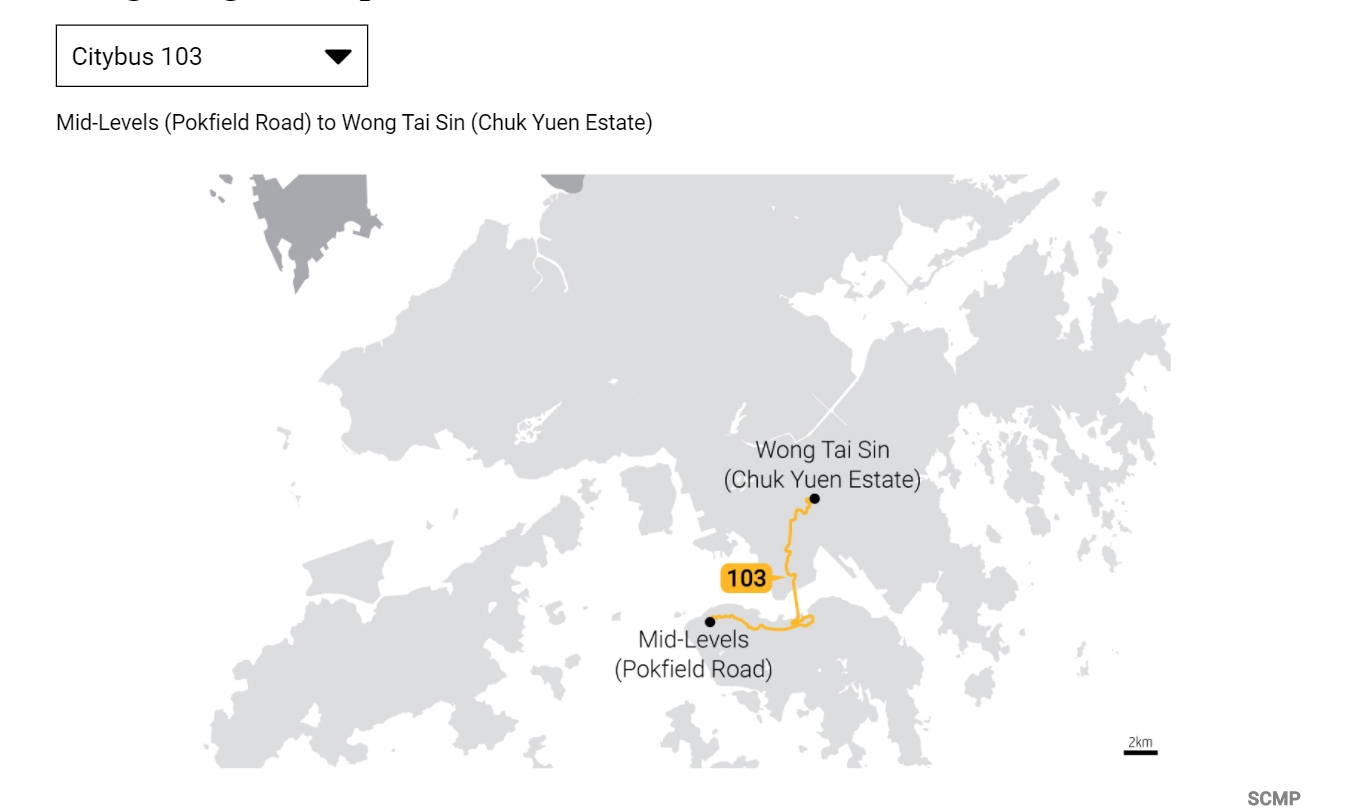 Citybus 103
Mid-Levels (Pokfield Road) to Wong Tai Sin (Chuk Yuen Estate)
Wong Tai Sin
(Chuk Yuen Estate)
103
Mid-Levels
(Pokfield Road)
2km
SCMP